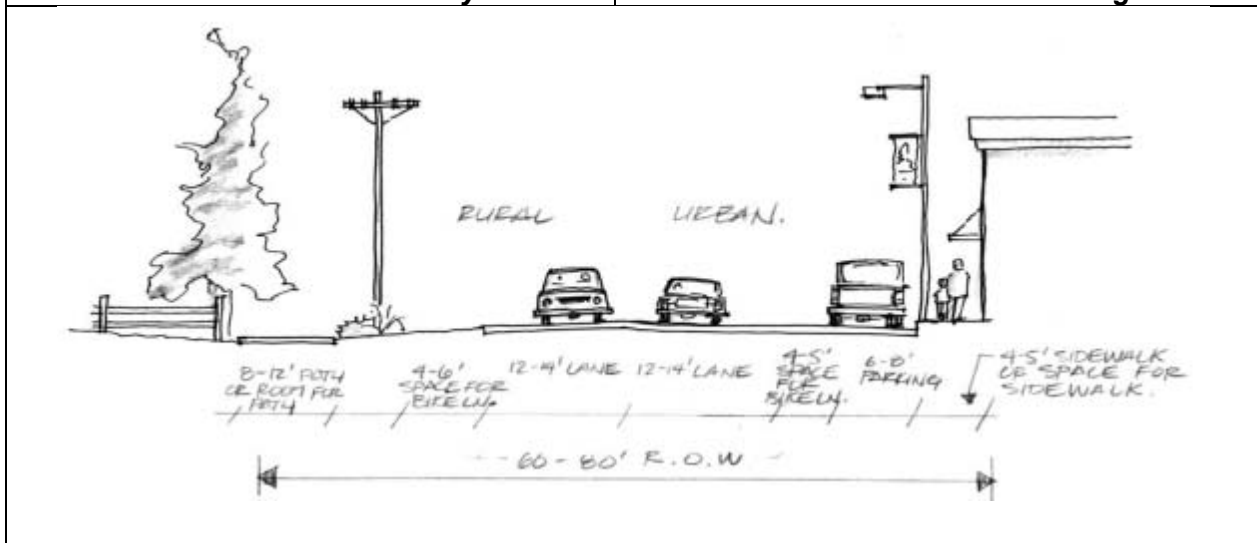 y
g
RURAL
URBAN.
8-12' PATH
OR ROOM FOR
PATH
4-6'
SPACE FOR
BIKE LN.
12-14' LANE
12-14' LANE
4-5'
SPACE
FOR
BIKE LN.
6-8'
PARKING
4-5' SIDEWALK
OR SPACE FOR
SIDEWALK.
60-80' R.O.W